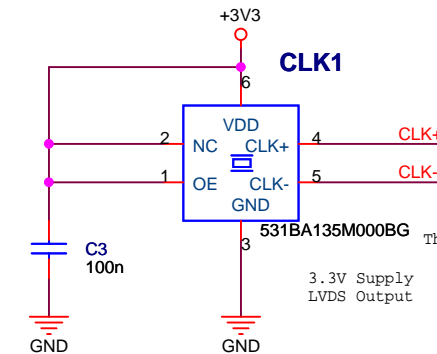 +3V3
CLK1
6
VDD
2 NC CLK+ 4 CLK+
1 OE CLK- 5 CLK-
GND
3 531BA135M000BG
C3
100n
3.3V Supply
LVDS Output
GND GND